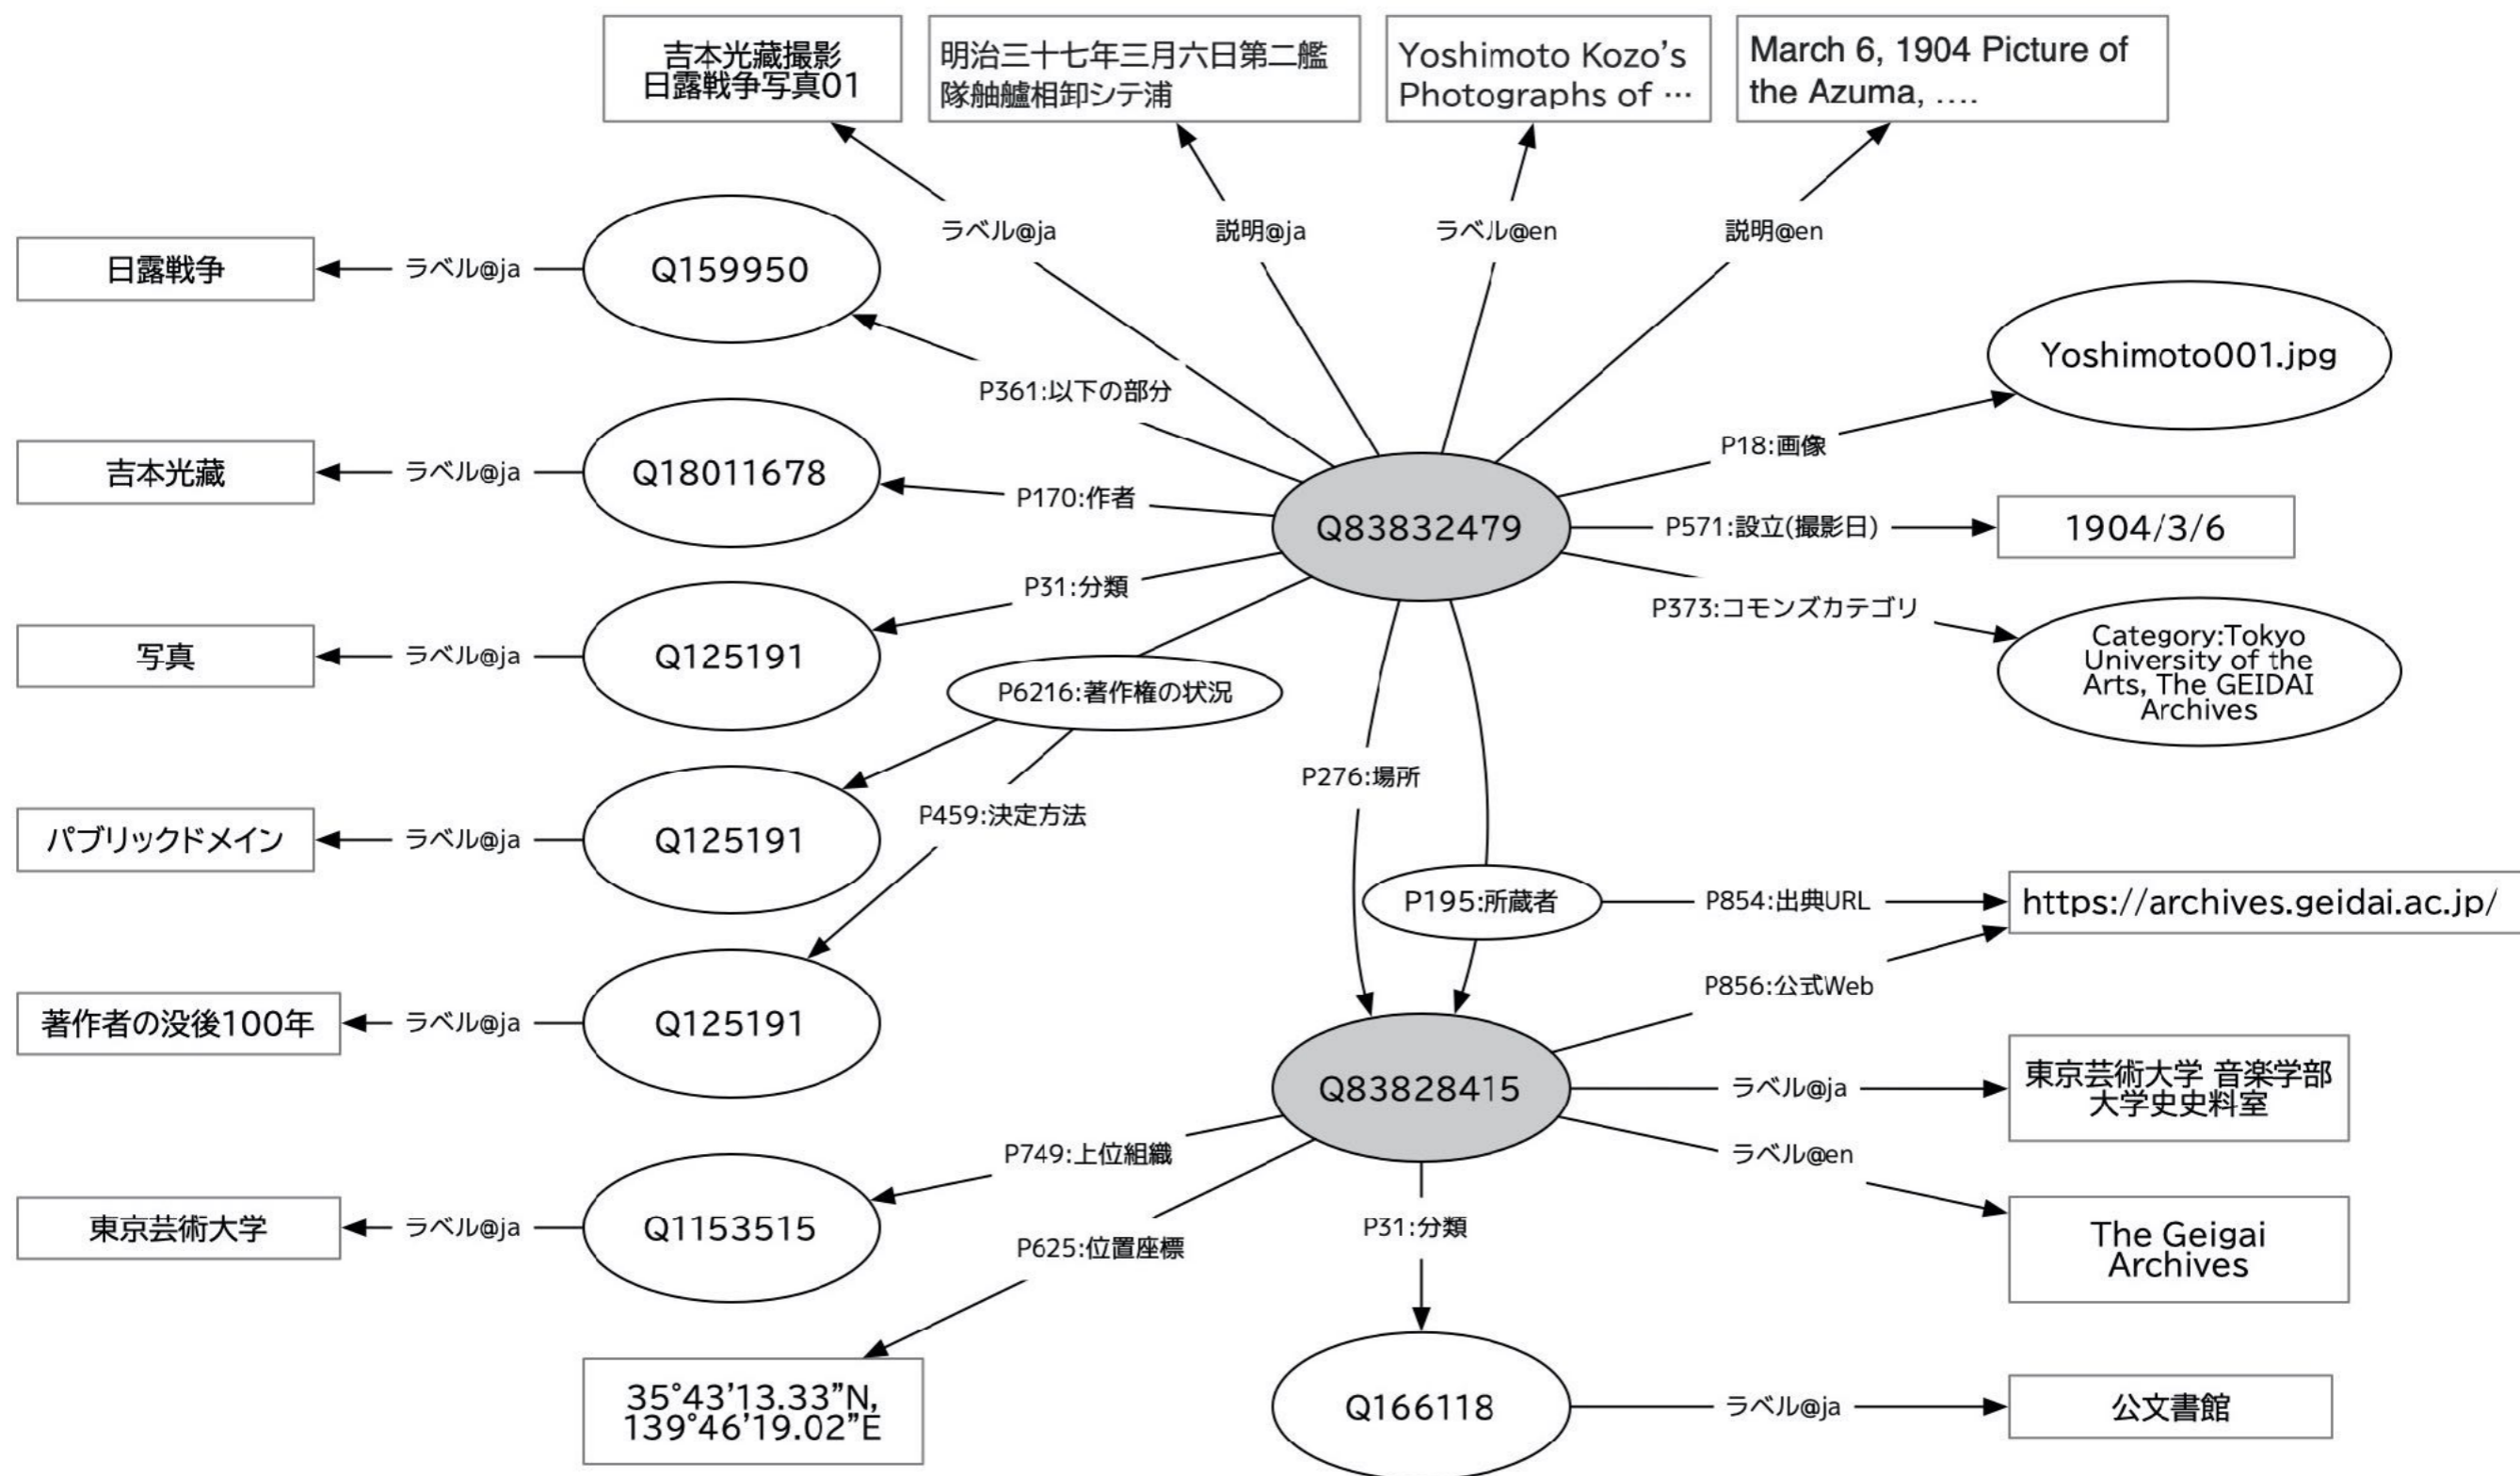 吉本光藏撮影
日露戦争写真01
明治三十七年三月六日第二艦
隊舳艫相卸シテ浦
Yoshimoto Kozo's
Photographs of …
March 6, 1904 Picture of
the Azuma, ....
ラベル@ja
説明@ja
ラベル@en
説明@en
日露戦争
ラベル@ja
Q159950
Yoshimoto001.jpg
P361:以下の部分
P18:画像
吉本光藏
ラベル@ja
Q18011678
P170:作者
Q83832479
P571:設立(撮影日)
1904/3/6
P31:分類
P373:コモンズカテゴリ
写真
ラベル@ja
Q125191
Category:Tokyo
University of the
Arts, The GEIDAI
Archives
P6216:著作権の状況
P276:場所
パブリックドメイン
ラベル@ja
Q125191
P459:決定方法
P195:所蔵者
P854:出典URL
https://archives.geidai.ac.jp/
P856:公式Web
著作者の没後100年
ラベル@ja
Q125191
Q83828415
ラベル@ja
東京芸術大学 音楽学部
大学史史料室
P749:上位組織
ラベル@en
東京芸術大学
ラベル@ja
Q1153515
P625:位置座標
P31:分類
The Geigai
Archives
35°43’13.33”N,
139°46’19.02”E
Q166118
ラベル@ja
公文書館